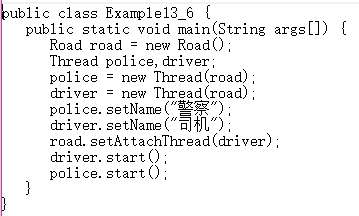 public class Example13_6 {
public static void main(String args[]) {
Road road = new Road();
Thread police,driver;
police = new Thread(road);
driver = new Thread(road);
police.setName("警察");
driver.setName("司机");
road.setAttachThread(driver);
driver.start();
police.start();
}
}